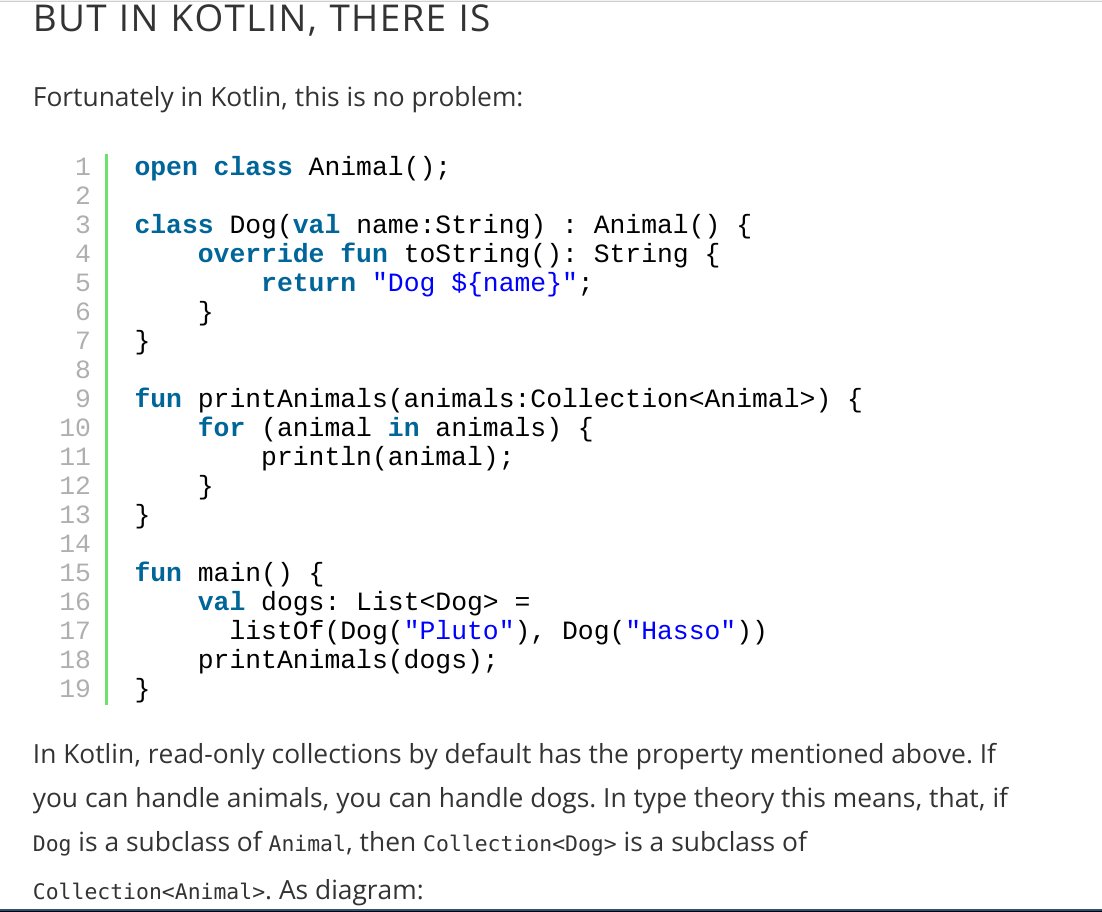 BUT IN KOTLIN, THERE IS
Fortunately in Kotlin, this is no problem:
1 open class Animal();
2
3 class Dog(val name:String) : Animal() {
4     override fun toString(): String {
5         return "Dog ${name}";
6     }
7 }
8
9 fun printAnimals(animals:Collection<Animal>) {
10     for (animal in animals) {
11         println(animal);
12     }
13 }
14
15 fun main() {
16     val dogs: List<Dog> =
17       listOf(Dog("Pluto"), Dog("Hasso"))
18     printAnimals(dogs);
19 }
In Kotlin, read-only collections by default has the property mentioned above. If
you can handle animals, you can handle dogs. In type theory this means, that, if
Dog is a subclass of Animal, then Collection<Dog> is a subclass of
Collection<Animal>. As diagram: